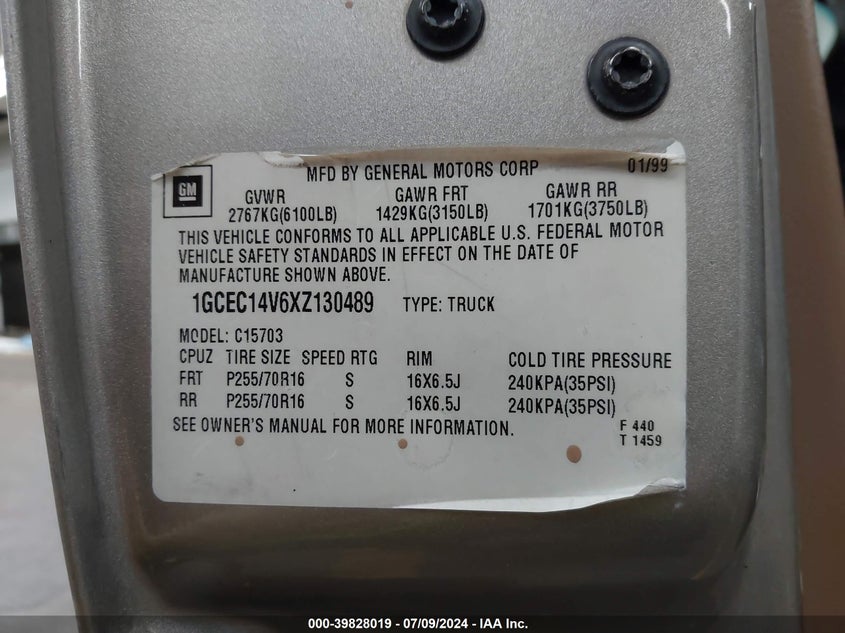 MFD BY GENERAL MOTORS CORP 01/99
GM
GVWR GAWR FRT GAWR RR
2767KG(6100LB) 1429KG(3150LB) 1701KG(3750LB)
THIS VEHICLE CONFORMS TO ALL APPLICABLE U.S. FEDERAL MOTOR
VEHICLE SAFETY STANDARDS IN EFFECT ON THE DATE OF
MANUFACTURE SHOWN ABOVE.
1GCEC14V6XZ130489 TYPE: TRUCK
MODEL: C15703
CPUZ TIRE SIZE SPEED RTG RIM COLD TIRE PRESSURE
FRT P255/70R16 S 16X6.5J 240KPA(35PSI)
RR P255/70R16 S 16X6.5J 240KPA(35PSI)
SEE OWNER'S MANUAL FOR MORE INFORMATION.
F 440
T 1459
000-39828019 - 07/09/2024 - IAA Inc.